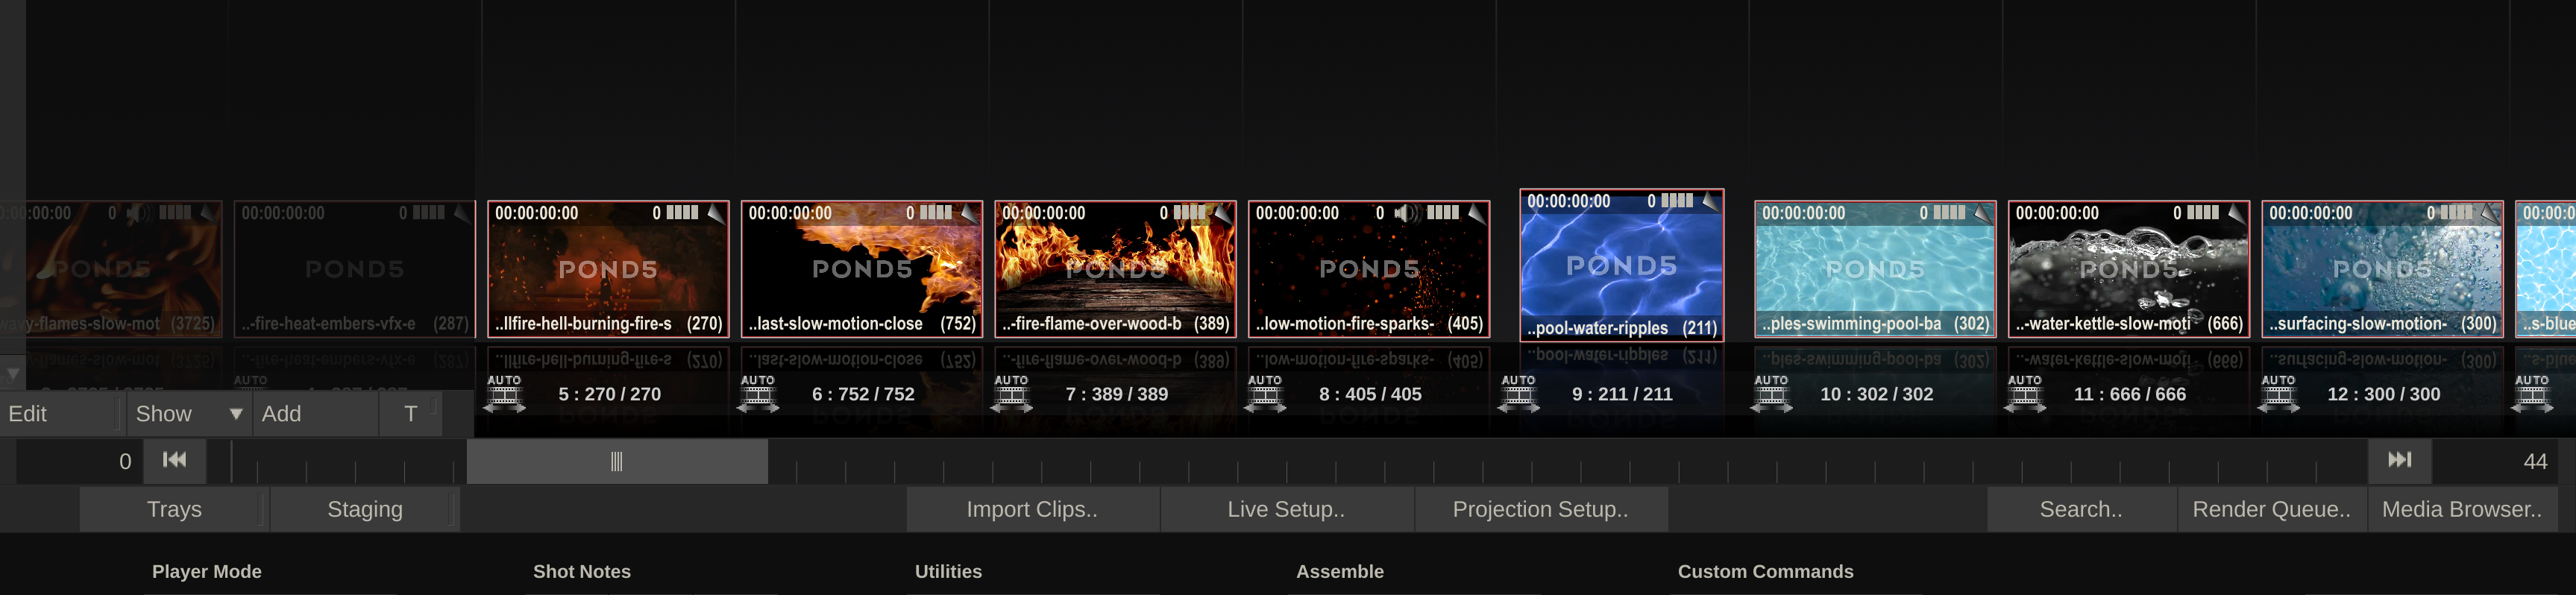 00:00:00:00 0
00:00:00:00 0
00:00:00:00 0
00:00:00:00 0
00:00:00:00 0
00:00:00:00 0
00:00:00:00 0
00:00:00:00 0
00:00:00:00 0
00:00:00:00 0
00:00:0
POND5
POND5
POND5
POND5
POND5
POND5
POND5
POND5
POND5
POND5
wavy-flames-slow-mot (3725)
..-fire-heat-embers-vfx-e (287)
..llfire-hell-burning-fire-s (270)
..last-slow-motion-close (752)
..-fire-flame-over-wood-b (389)
..low-motion-fire-sparks- (405)
..pool-water-ripples (211)
..ples-swimming-pool-ba (302)
..-water-kettle-slow-moti (666)
..surfacing-slow-motion- (300)
..s-blue
AUTO
AUTO 5 : 270 / 270
AUTO 6 : 752 / 752
AUTO 7 : 389 / 389
AUTO 8 : 405 / 405
AUTO 9 : 211 / 211
AUTO 10 : 302 / 302
AUTO 11 : 666 / 666
AUTO 12 : 300 / 300
AUTO
Edit Show Add T
0 44
Trays Staging Import Clips.. Live Setup.. Projection Setup.. Search.. Render Queue.. Media Browser..
Player Mode Shot Notes Utilities Assemble Custom Commands